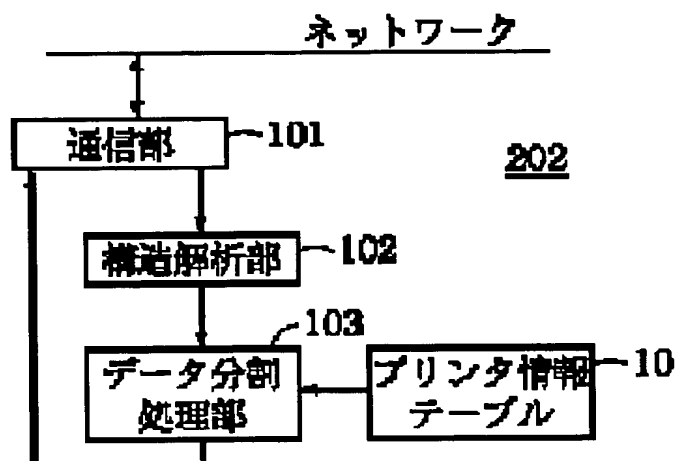 ネットワーク
通信部 101
202
構造解析部 102
103
データ分割
処理部
プリンタ情報 10
テーブル